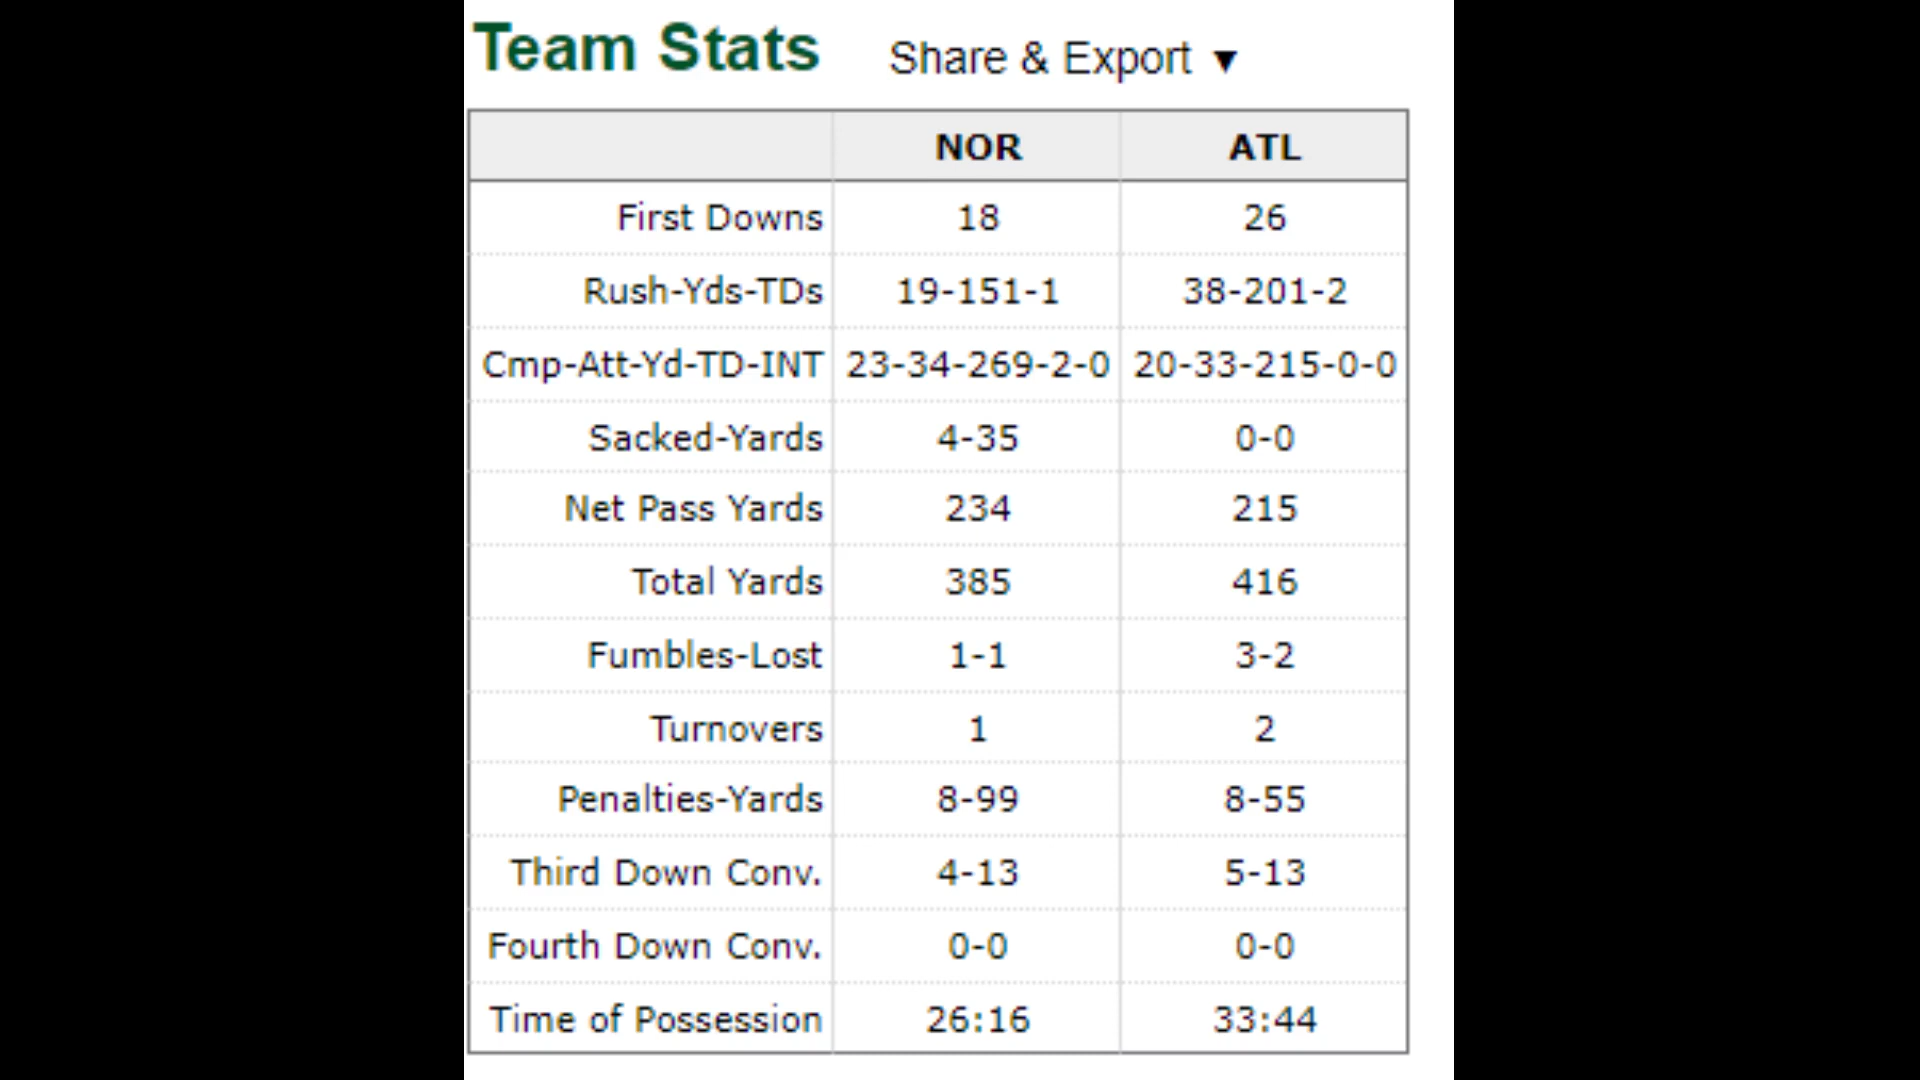 Team Stats Share & Export ▼
NOR ATL
First Downs 18 26
Rush-Yds-TDs 19-151-1 38-201-2
Cmp-Att-Yd-TD-INT 23-34-269-2-0 20-33-215-0-0
Sacked-Yards 4-35 0-0
Net Pass Yards 234 215
Total Yards 385 416
Fumbles-Lost 1-1 3-2
Turnovers 1 2
Penalties-Yards 8-99 8-55
Third Down Conv. 4-13 5-13
Fourth Down Conv. 0-0 0-0
Time of Possession 26:16 33:44